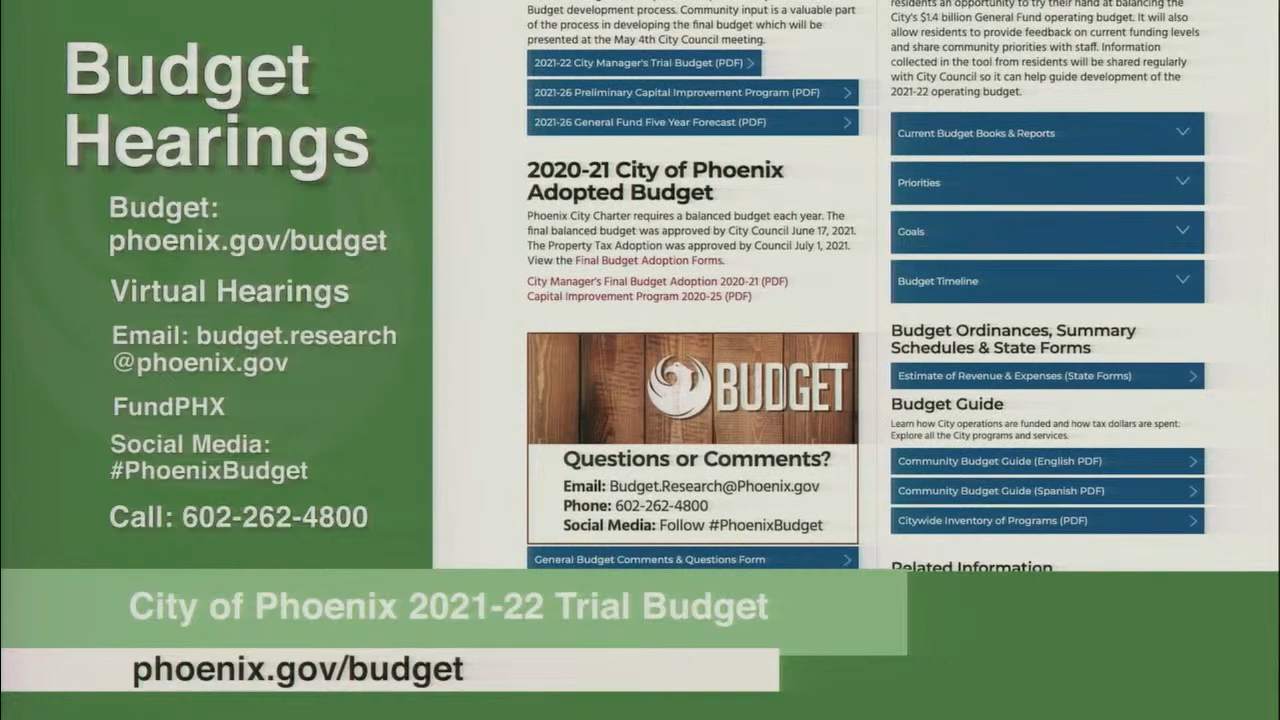 Budget
Hearings
Budget:
phoenix.gov/budget
Virtual Hearings
Email: budget.research
@phoenix.gov
FundPHX
Social Media:
#PhoenixBudget
Call: 602-262-4800
Budget development process. Community input is a valuable part
of the process in developing the final budget which will be
presented at the May 4th City Council meeting.
2021-22 City Manager's Trial Budget (PDF)
2021-26 Preliminary Capital Improvement Program (PDF)
2021-26 General Fund Five Year Forecast (PDF)
2020-21 City of Phoenix
Adopted Budget
Phoenix City Charter requires a balanced budget each year. The
final balanced budget was approved by City Council June 17, 2021.
The Property Tax Adoption was approved by Council July 1, 2021.
View the Final Budget Adoption Forms.
City Manager's Final Budget Adoption 2020-21 (PDF)
Capital Improvement Program 2020-25 (PDF)
BUDGET
Questions or Comments?
Email: Budget.Research@Phoenix.gov
Phone: 602-262-4800
Social Media: Follow #PhoenixBudget
General Budget Comments & Questions Form
residents an opportunity to try their hand at balancing the
City's $1.4 billion General Fund operating budget. It will also
allow residents to provide feedback on current funding levels
and share community priorities with staff. Information
collected in the tool from residents will be shared regularly
with City Council so it can help guide development of the
2021-22 operating budget.
Current Budget Books & Reports
Priorities
Goals
Budget Timeline
Budget Ordinances, Summary
Schedules & State Forms
Estimate of Revenue & Expenses (State Forms)
Budget Guide
Learn how City operations are funded and how tax dollars are spent.
Explore all the City programs and services.
Community Budget Guide (English PDF)
Community Budget Guide (Spanish PDF)
Citywide Inventory of Programs (PDF)
Related Information
City of Phoenix 2021-22 Trial Budget
phoenix.gov/budget